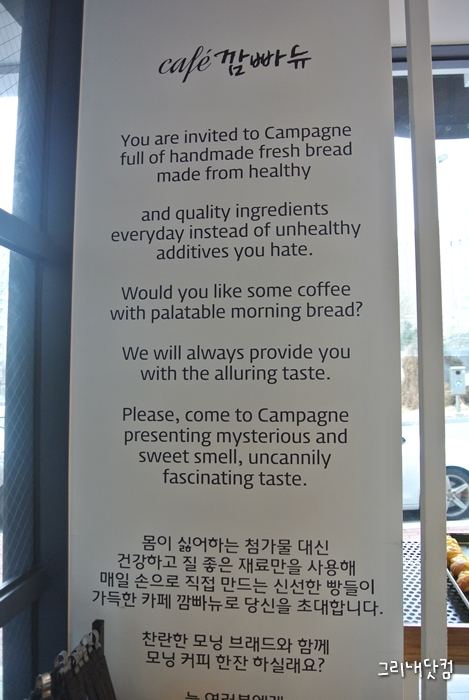 café 깜빠뉴
You are invited to Campagne
full of handmade fresh bread
made from healthy
and quality ingredients
everyday instead of unhealthy
additives you hate.
Would you like some coffee
with palatable morning bread?
We will always provide you
with the alluring taste.
Please, come to Campagne
presenting mysterious and
sweet smell, uncannily
fascinating taste.
몸이 싫어하는 첨가물 대신
건강하고 질 좋은 재료만을 사용해
매일 손으로 직접 만드는 신선한 빵들이
가득한 카페 깜빠뉴로 당신을 초대합니다.
찬란한 모닝 브래드와 함께
모닝 커피 한잔 하실래요?
그리내닷컴